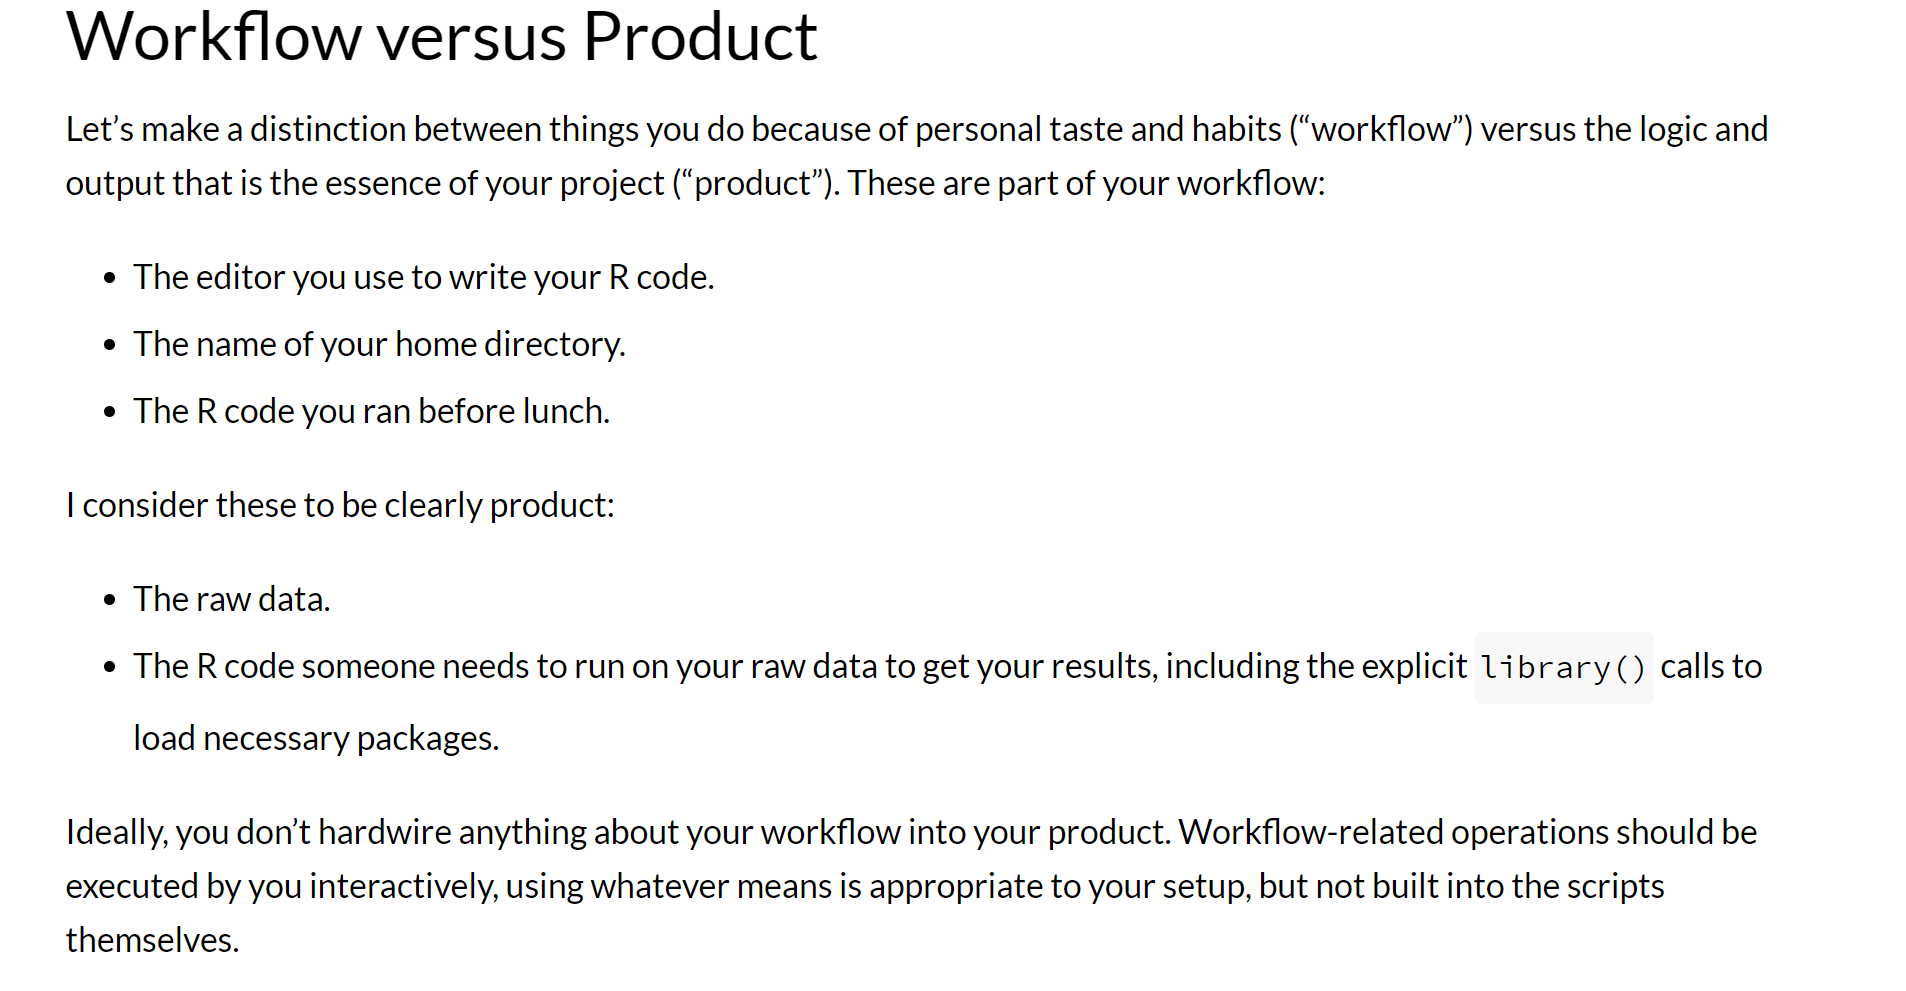 Workflow versus Product
Let’s make a distinction between things you do because of personal taste and habits (“workflow”) versus the logic and
output that is the essence of your project (“product”). These are part of your workflow:
• The editor you use to write your R code.
• The name of your home directory.
• The R code you ran before lunch.
I consider these to be clearly product:
• The raw data.
• The R code someone needs to run on your raw data to get your results, including the explicit library() calls to
load necessary packages.
Ideally, you don’t hardwire anything about your workflow into your product. Workflow-related operations should be
executed by you interactively, using whatever means is appropriate to your setup, but not built into the scripts
themselves.